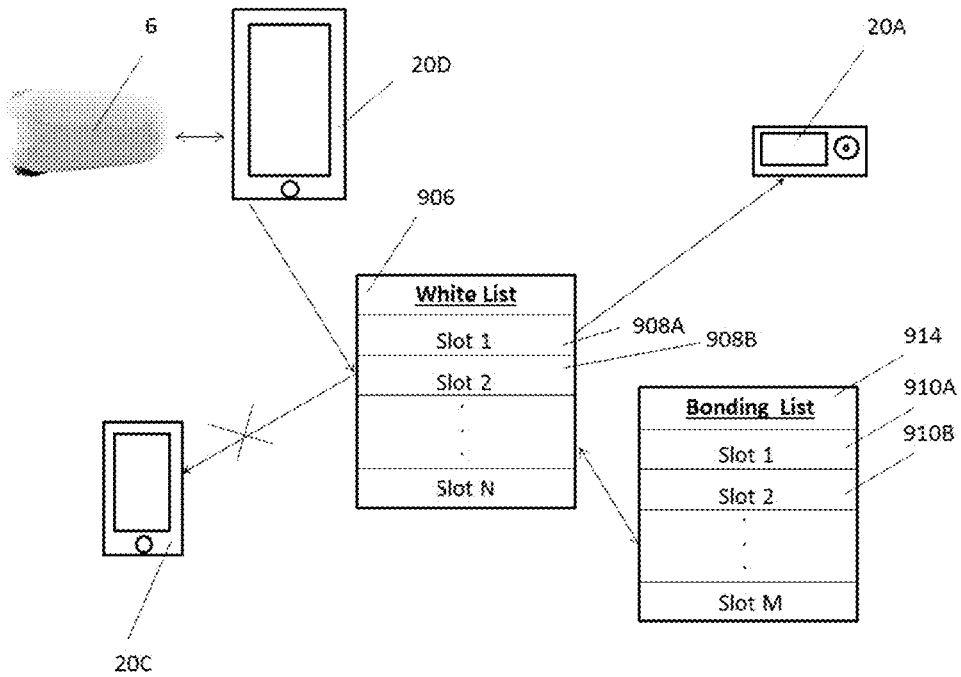 6
20D
20A
906
White List
Slot 1
Slot 2
Slot N
908A
908B
914
Bonding List
910A
Slot 1
910B
Slot 2
Slot M
20C